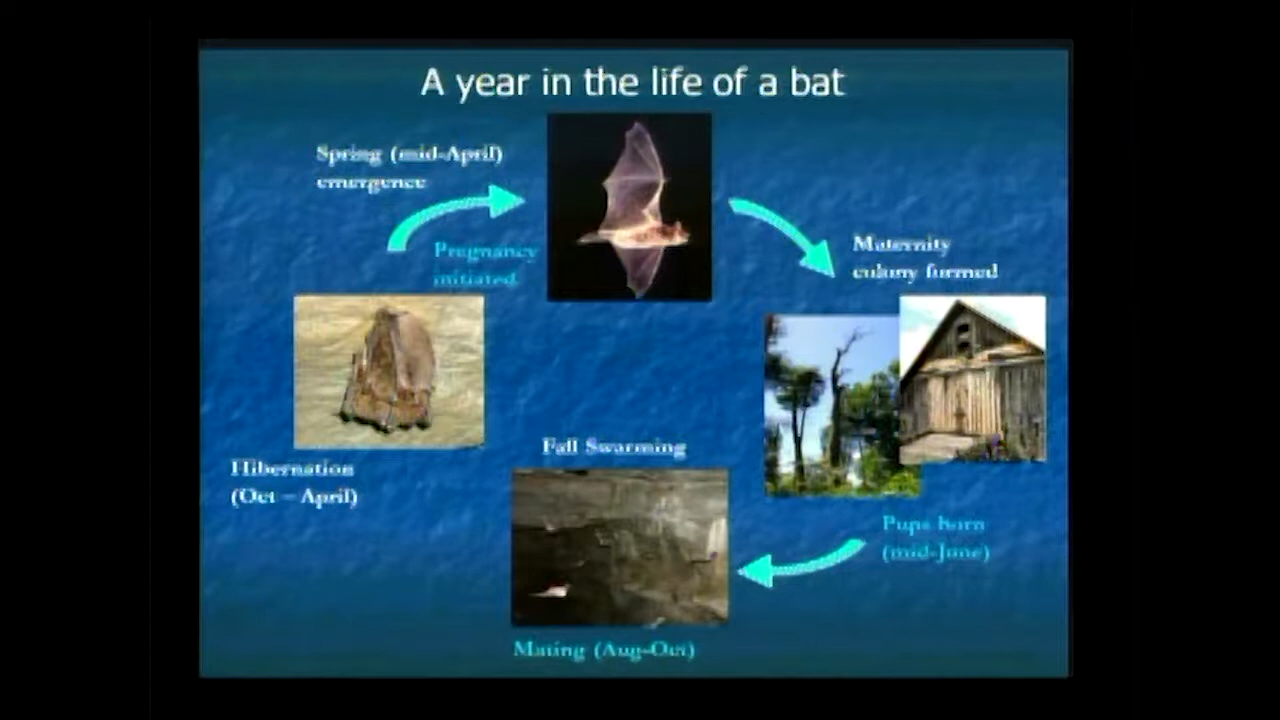 A year in the life of a bat
Spring (mid-April)
emergence
Pregnancy
initiated
Maternity
colony formed
Pups born
(mid-June)
Fall Swarming
Mating (Aug-Oct)
Hibernation
(Oct – April)